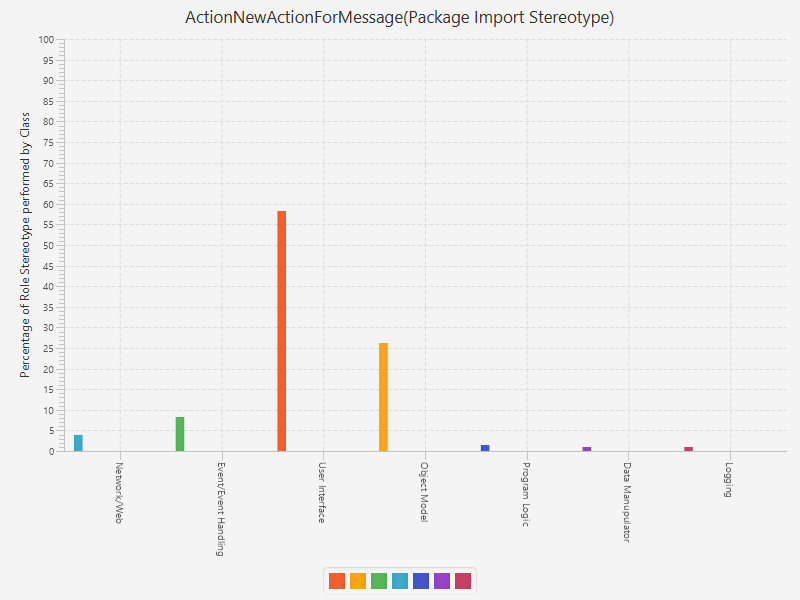 ActionNewActionForMessage(Package Import Stereotype)
Percentage of Role Stereotype performed by Class
100
95
90
85
80
75
70
65
60
55
50
45
40
35
30
25
20
15
10
5
0
Network/Web
Event/Event Handling
User Interface
Object Model
Program Logic
Data Manupulator
Logging